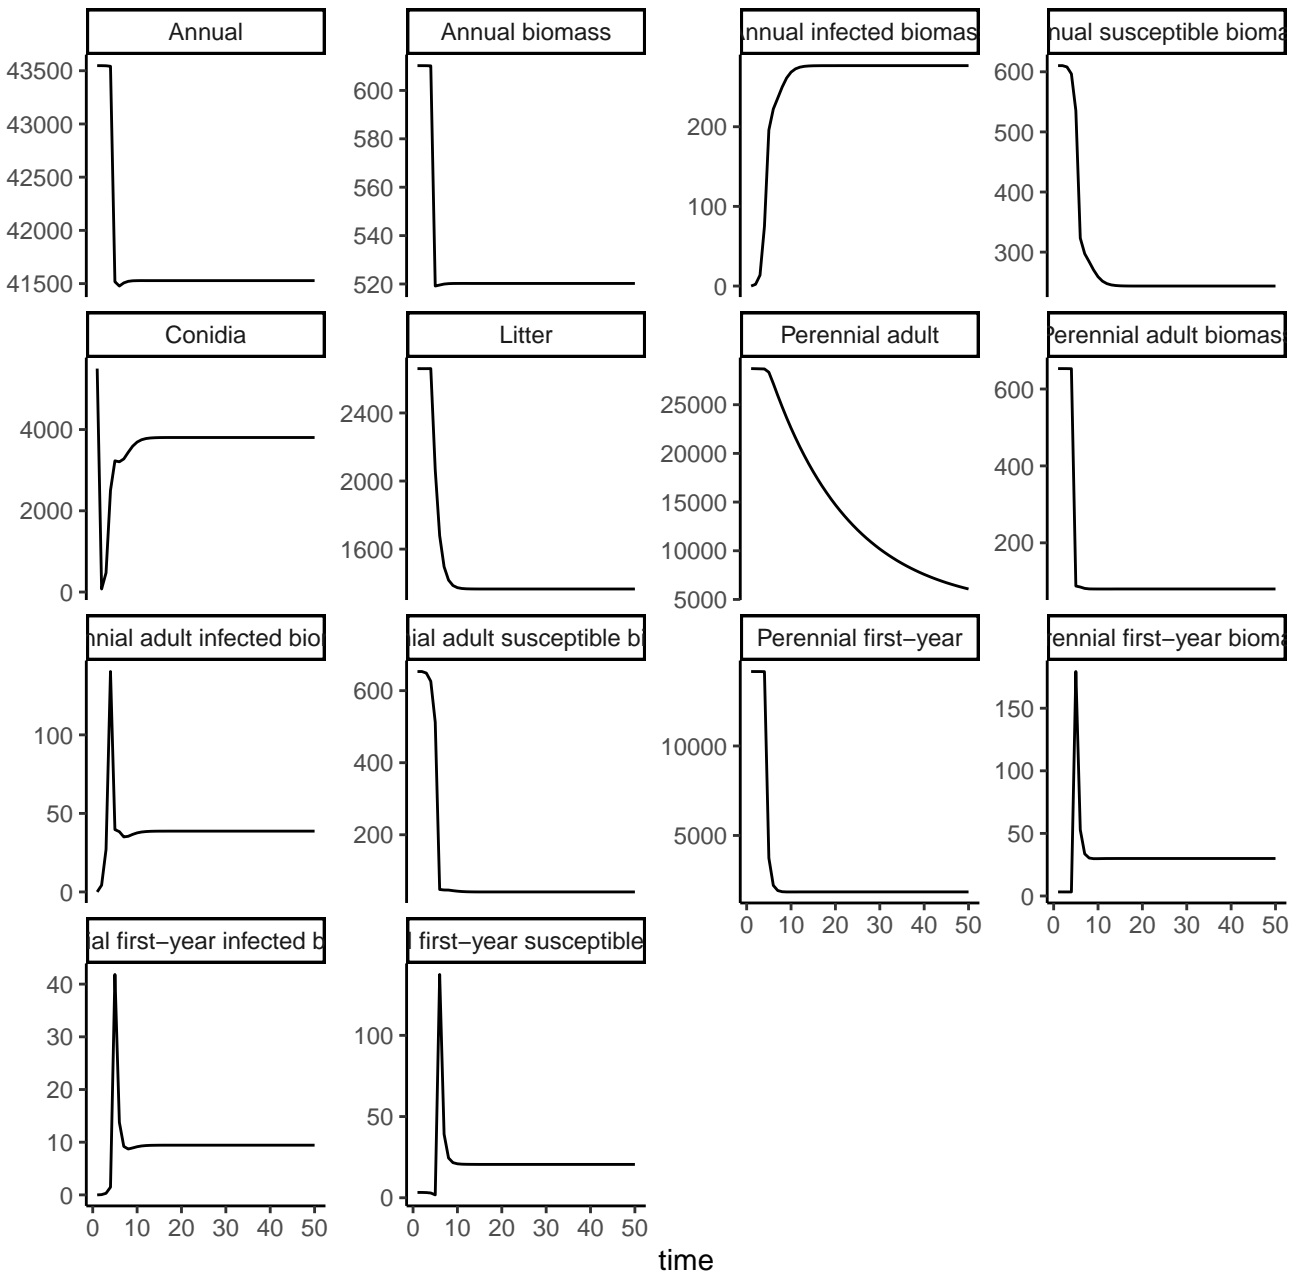 Annual
Annual biomass
Annual infected biomas
nual susceptible bioma
43500
43000
42500
42000
41500
600
580
560
540
520
200
100
0
600
500
400
300
Conidia
Litter
Perennial adult
Perennial adult biomass
4000
2000
0
2400
2000
1600
25000
20000
15000
10000
5000
600
400
200
nnial adult infected bion
nial adult susceptible bi
Perennial first−year
rennial first−year bioma
100
50
0
600
400
200
10000
5000
150
100
50
0
0 10 20 30 40 50
0 10 20 30 40 50
ial first−year infected b
l first−year susceptible
40
30
20
10
0
100
50
0
0 10 20 30 40 50
0 10 20 30 40 50
time